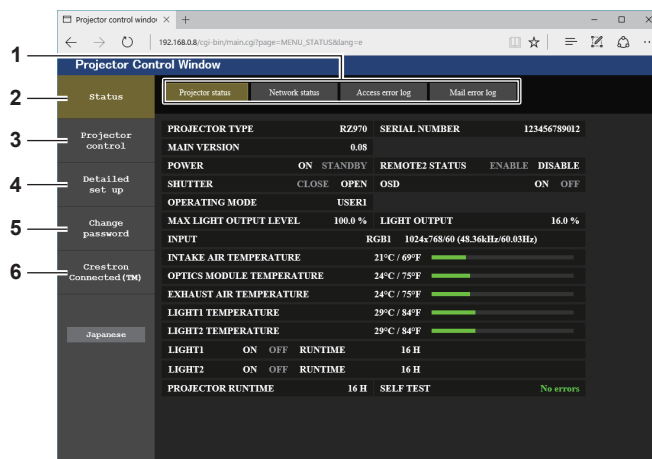 Projector control window
192.168.0.8/cgi-bin/main.cgi?page=MENU_STATUS&lang=e
1
Projector Control Window
2
Status
Projector status
Network status
Access error log
Mail error log
3
Projector
control
4
Detailed
set up
5
Change
password
6
Crestron
Connected(TM)
Japanese
PROJECTOR TYPE RZ970 SERIAL NUMBER 123456789012
MAIN VERSION 0.08
POWER ON STANDBY REMOTE2 STATUS ENABLE DISABLE
SHUTTER CLOSE OPEN OSD ON OFF
OPERATING MODE USER1
MAX LIGHT OUTPUT LEVEL 100.0 % LIGHT OUTPUT 16.0 %
INPUT RGB1 1024x768/60 (48.36kHz/60.03Hz)
INTAKE AIR TEMPERATURE 21°C / 69°F
OPTICS MODULE TEMPERATURE 24°C / 75°F
EXHAUST AIR TEMPERATURE 24°C / 75°F
LIGHT1 TEMPERATURE 29°C / 84°F
LIGHT2 TEMPERATURE 29°C / 84°F
LIGHT1 ON OFF RUNTIME 16 H
LIGHT2 ON OFF RUNTIME 16 H
PROJECTOR RUNTIME 16 H SELF TEST No errors